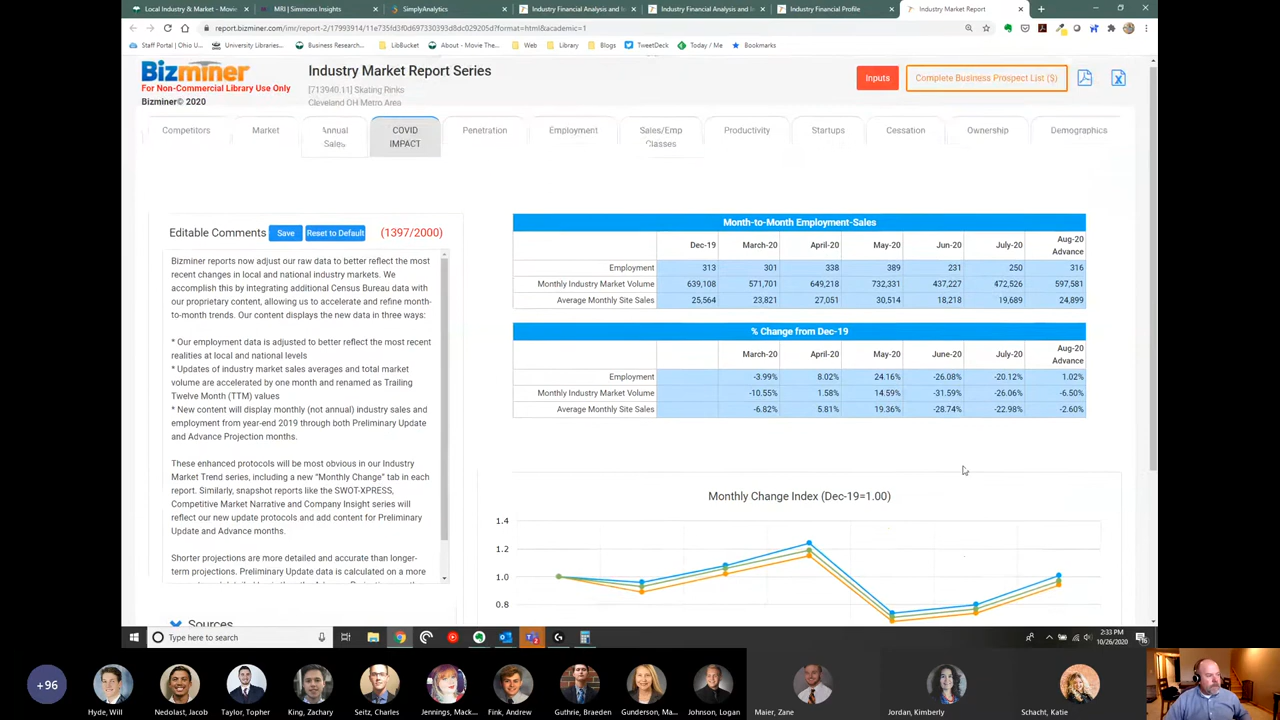 Local Industry & Market - Movie
MRI | Simmons Insights
SimplyAnalytics
Industry Financial Analysis and I
Industry Financial Analysis and I
Industry Financial Profile
Industry Market Report
report.bizminer.com/imr/report-2/17993914/11e735fd3f0d6697330393bd8dc029205d?format=html&academic=1
Staff Portal | Ohio U...
University Libraries...
Business Research...
LibBucket
About - Movie The...
Web
Library
Blogs
TweetDeck
Today / Me
Bookmarks
Bizminer
For Non-Commercial Library Use Only
Bizminer© 2020
Industry Market Report Series
[713940.11] Skating Rinks
Cleveland OH Metro Area
Inputs
Complete Business Prospect List ($)
Competitors
Market
Annual Sales
COVID IMPACT
Penetration
Employment
Sales/Emp Classes
Productivity
Startups
Cessation
Ownership
Demographics
Editable Comments Save Reset to Default (1397/2000)
Bizminer reports now adjust our raw data to better reflect the most
recent changes in local and national industry markets. We
accomplish this by integrating additional Census Bureau data with
our proprietary content, allowing us to accelerate and refine month-
to-month trends. Our content displays the new data in three ways:
* Our employment data is adjusted to better reflect the most recent
realities at local and national levels
* Updates of industry market sales averages and total market
volume are accelerated by one month and renamed as Trailing
Twelve Month (TTM) values
* New content will display monthly (not annual) industry sales and
employment from year-end 2019 through both Preliminary Update
and Advance Projection months.
These enhanced protocols will be most obvious in our Industry
Market Trend series, including a new "Monthly Change" tab in each
report. Similarly, snapshot reports like the SWOT-XPRESS,
Competitive Market Narrative and Company Insight series will
reflect our new update protocols and add content for Preliminary
Update and Advance months.
Shorter projections are more detailed and accurate than longer-
term projections. Preliminary Update data is calculated on a more
Sources
Month-to-Month Employment-Sales
Dec-19 March-20 April-20 May-20 Jun-20 July-20 Aug-20 Advance
Employment 313 301 338 389 231 250 316
Monthly Industry Market Volume 639,108 571,701 649,218 732,331 437,227 472,526 597,581
Average Monthly Site Sales 25,564 23,821 27,051 30,514 18,218 19,689 24,899
% Change from Dec-19
March-20 April-20 May-20 June-20 July-20 Aug-20 Advance
Employment -3.99% 8.02% 24.16% -26.08% -20.12% 1.02%
Monthly Industry Market Volume -10.55% 1.58% 14.59% -31.59% -26.06% -6.50%
Average Monthly Site Sales -6.82% 5.81% 19.36% -28.74% -22.98% -2.60%
Monthly Change Index (Dec-19=1.00)
1.4
1.2
1.0
0.8
Type here to search
2:33 PM
10/26/2020
+96
Hyde, Will
Nedolast, Jacob
Taylor, Topher
King, Zachary
Seitz, Charles
Jennings, Mack...
Fink, Andrew
Guthrie, Braeden
Gunderson, Ma...
Johnson, Logan
Maier, Zane
Jordan, Kimberly
Schacht, Katie